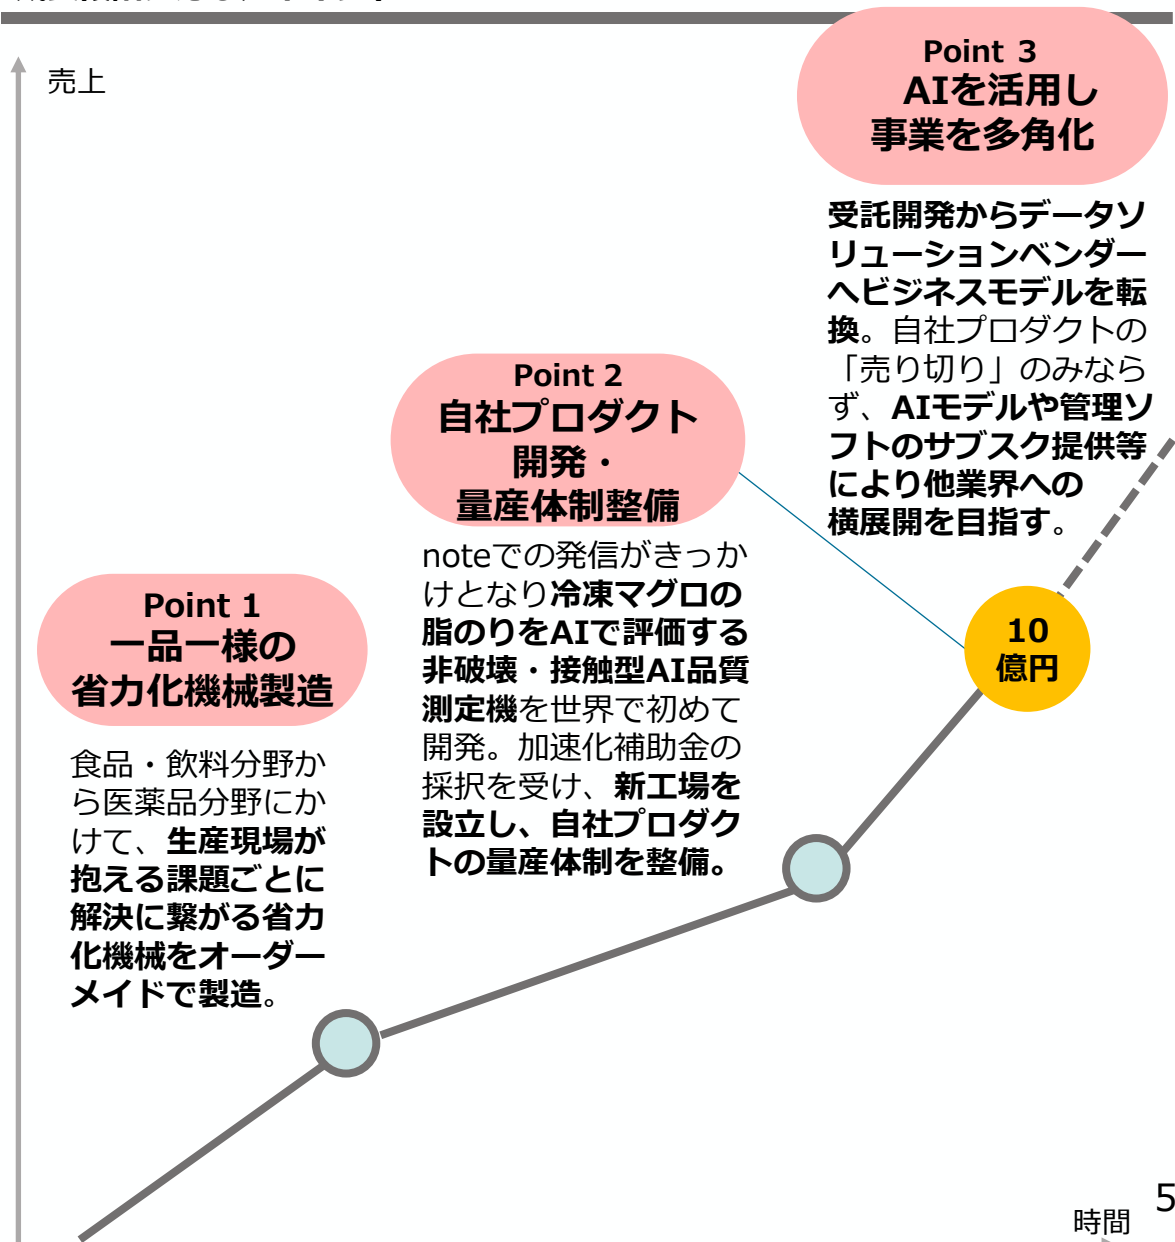 売上
Point 3
AIを活用し
事業を多角化
受託開発からデータソ
リューションベンダー
へビジネスモデルを転
換。自社プロダクトの
「売り切り」のみなら
ず、AIモデルや管理ソ
フトのサブスク提供等
により他業界への
横展開を目指す。
Point 2
自社プロダクト
開発・
量産体制整備
noteでの発信がきっか
けとなり冷凍マグロの
脂のりをAIで評価する
非破壊・接触型AI品質
測定機を世界で初めて
開発。加速化補助金の
採択を受け、新工場を
設立し、自社プロダク
トの量産体制を整備。
Point 1
一品一様の
省力化機械製造
食品・飲料分野か
ら医薬品分野にか
けて、生産現場が
抱える課題ごとに
解決に繋がる省力
化機械をオーダー
メイドで製造。
10
億円
時間
5